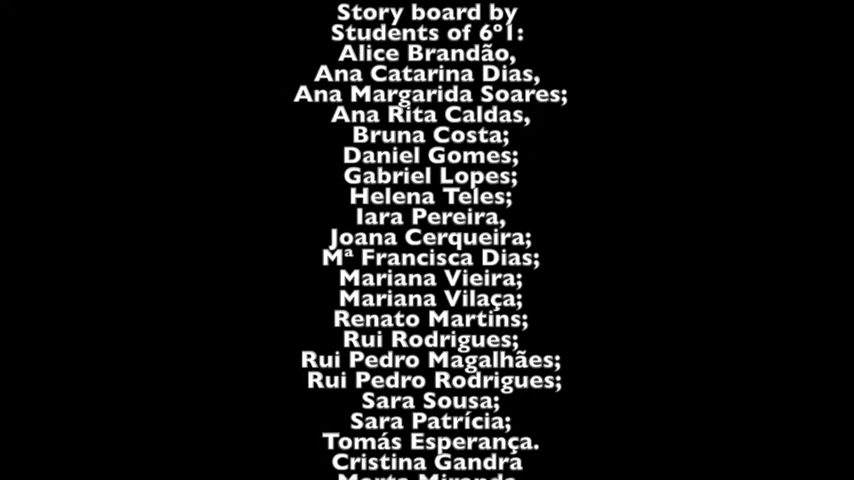 Story board by
Students of 6º1:
Alice Brandão,
Ana Catarina Dias,
Ana Margarida Soares;
Ana Rita Caldas,
Bruna Costa;
Daniel Gomes;
Gabriel Lopes;
Helena Teles;
Iara Pereira,
Joana Cerqueira;
Mª Francisca Dias;
Mariana Vieira;
Mariana Vilaça;
Renato Martins;
Rui Rodrigues;
Rui Pedro Magalhães;
Rui Pedro Rodrigues;
Sara Sousa;
Sara Patrícia;
Tomás Esperança.
Cristina Gandra